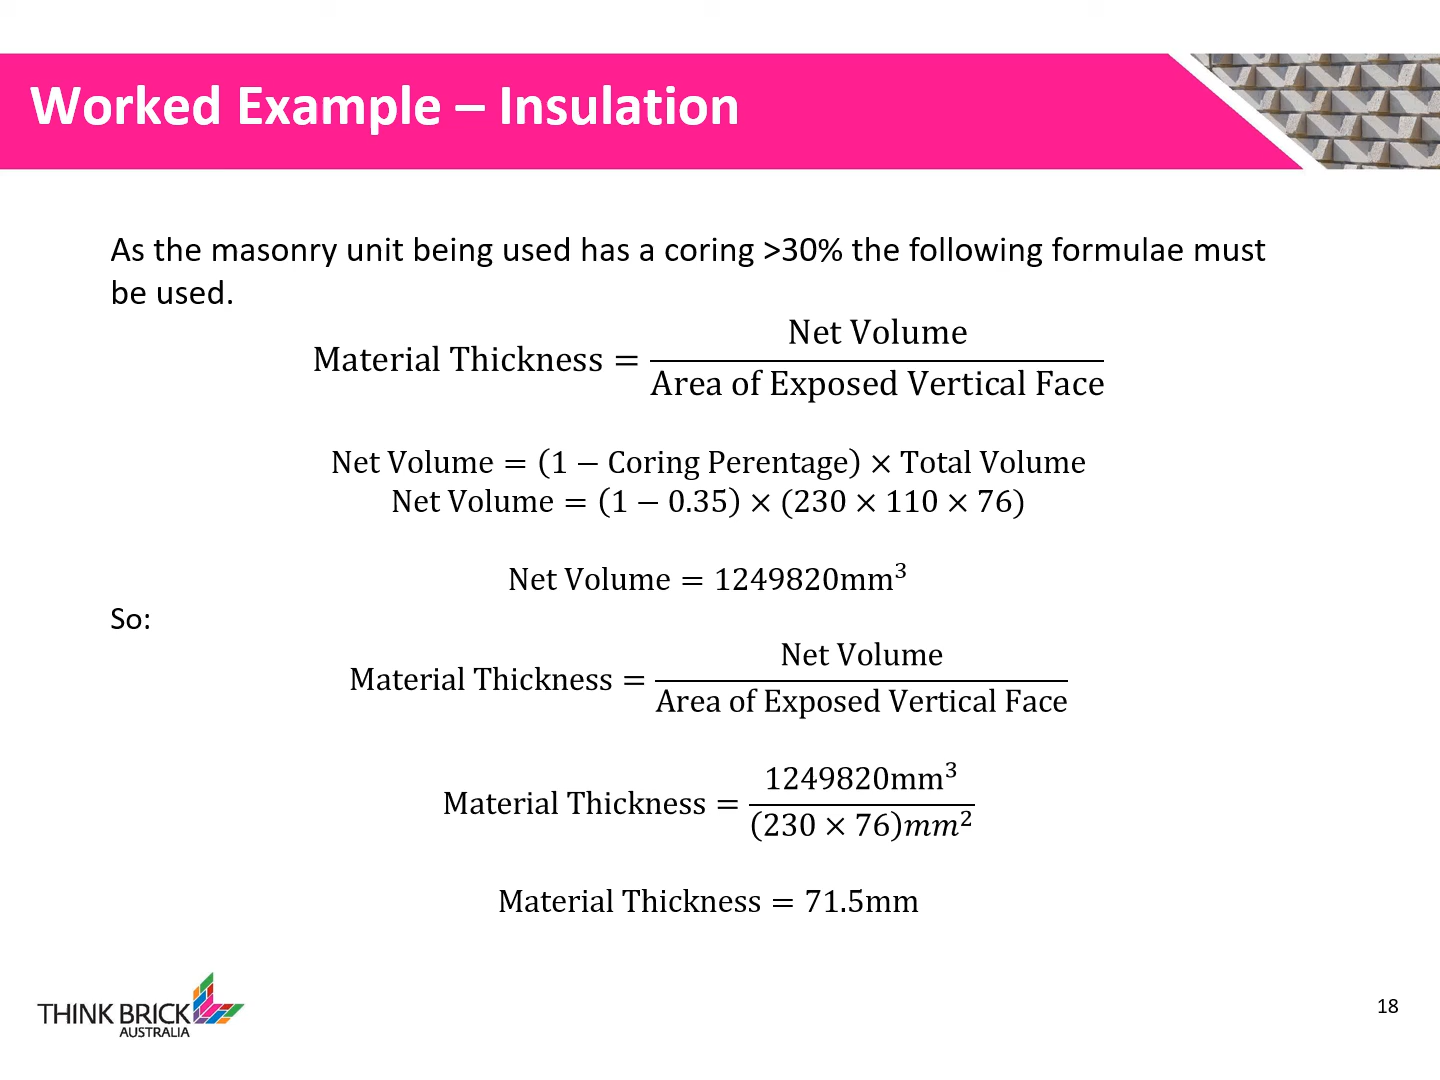 Worked Example – Insulation
As the masonry unit being used has a coring >30% the following formulae must
be used.
Material Thickness = Net Volume / Area of Exposed Vertical Face
Net Volume = (1 − Coring Perentage) × Total Volume
Net Volume = (1 − 0.35) × (230 × 110 × 76)
Net Volume = 1249820mm³
So:
Material Thickness = Net Volume / Area of Exposed Vertical Face
Material Thickness = 1249820mm³ / (230 × 76)mm²
Material Thickness = 71.5mm
THINK BRICK
AUSTRALIA
18